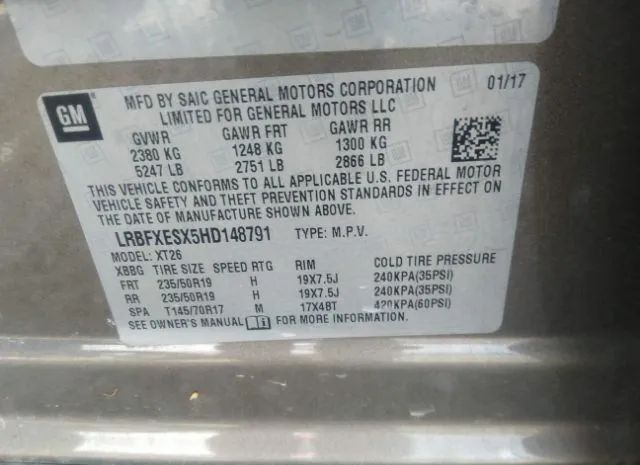 GM
MFD BY SAIC GENERAL MOTORS CORPORATION 01/17
LIMITED FOR GENERAL MOTORS LLC
GVWR GAWR FRT GAWR RR
2380 KG 1248 KG 1300 KG
5247 LB 2751 LB 2866 LB
THIS VEHICLE CONFORMS TO ALL APPLICABLE U.S. FEDERAL MOTOR
VEHICLE SAFETY AND THEFT PREVENTION STANDARDS IN EFFECT ON
THE DATE OF MANUFACTURE SHOWN ABOVE.
LRBFXESX5HD148791 TYPE: M.P.V.
MODEL: XT26
XBBG TIRE SIZE SPEED RTG RIM COLD TIRE PRESSURE
FRT 235/50R19 H 19X7.5J 240KPA(35PSI)
RR 235/50R19 H 19X7.5J 240KPA(35PSI)
SPA T145/70R17 M 17X4BT 420KPA(60PSI)
SEE OWNER'S MANUAL FOR MORE INFORMATION.